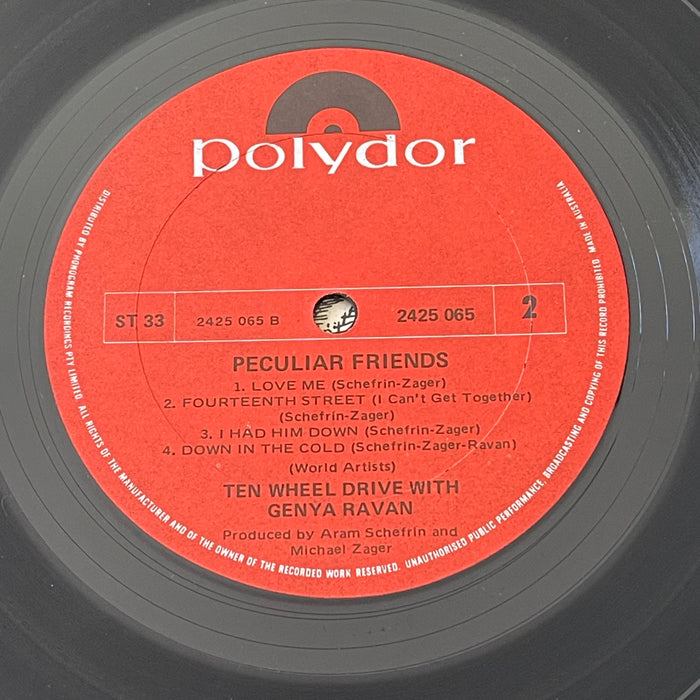 polydor
ST 33
2425 065 B
2425 065
2
PECULIAR FRIENDS
1. LOVE ME (Schefrin-Zager)
2. FOURTEENTH STREET (I Can't Get Together)
(Schefrin-Zager)
3. I HAD HIM DOWN (Schefrin-Zager)
4. DOWN IN THE COLD (Schefrin-Zager-Ravan)
(World Artists)
TEN WHEEL DRIVE WITH
GENYA RAVAN
Produced by Aram Schefrin and
Michael Zager
DISTRIBUTED BY PHONOGRAM RECORDINGS PTY LIMITED. ALL RIGHTS OF THE MANUFACTURER AND OF THE OWNER OF THE RECORDED WORK RESERVED. UNAUTHORISED PUBLIC PERFORMANCE, BROADCASTING AND COPYING OF THIS RECORD PROHIBITED MADE IN AUSTRALIA